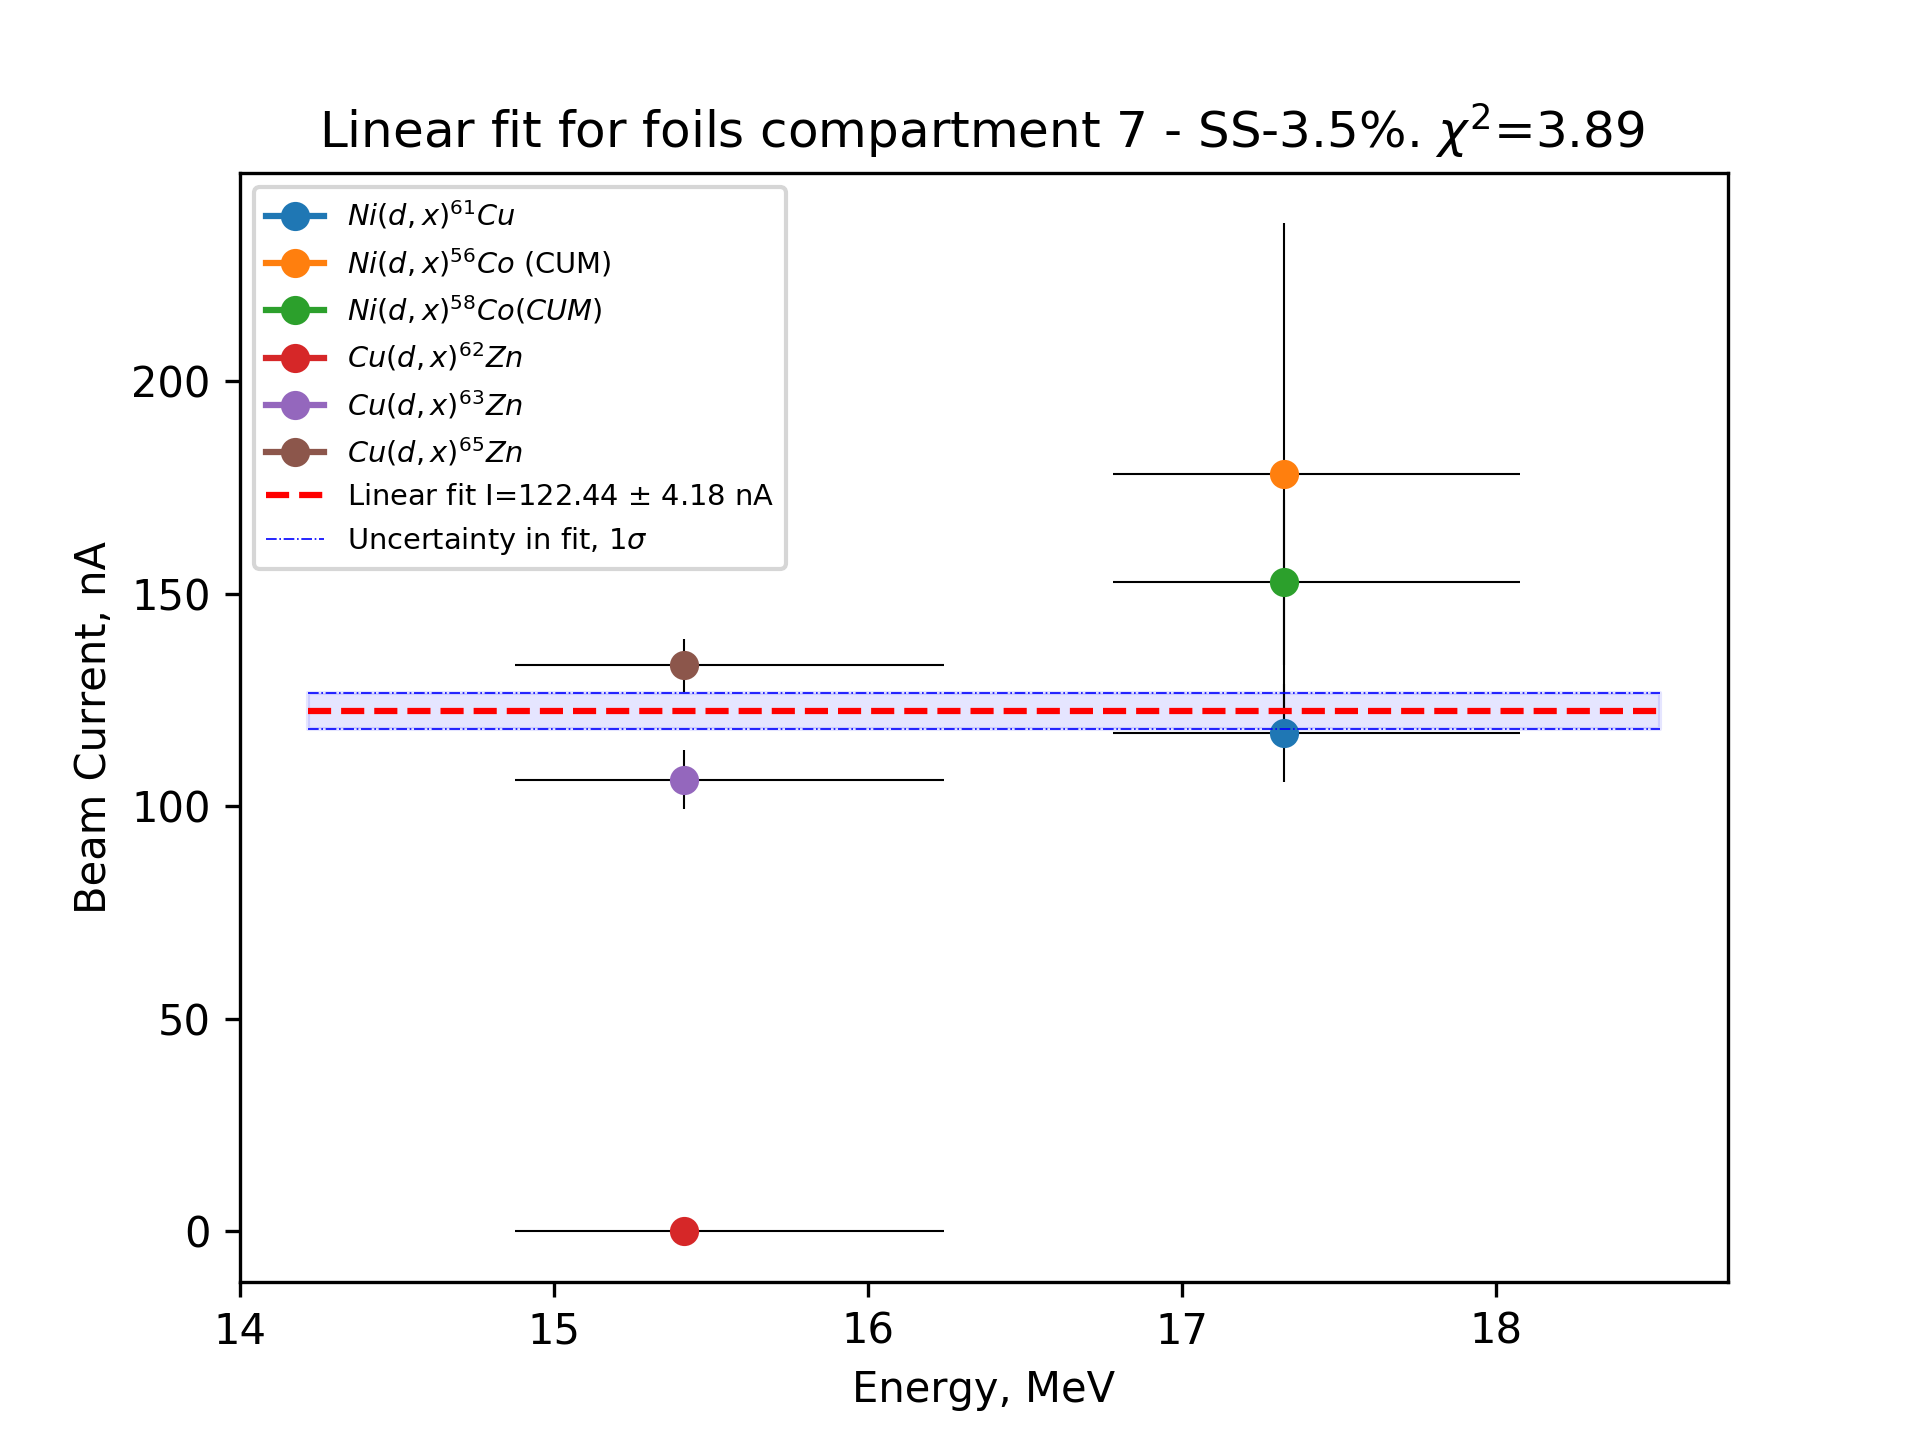 Linear fit for foils compartment 7 - SS-3.5%. χ²=3.89
Ni(d, x)⁶¹Cu
Ni(d, x)⁵⁶Co (CUM)
Ni(d, x)⁵⁸Co(CUM)
Cu(d, x)⁶²Zn
Cu(d, x)⁶³Zn
Cu(d, x)⁶⁵Zn
Linear fit I=122.44 ± 4.18 nA
Uncertainty in fit, 1σ
Beam Current, nA
200
150
100
50
0
14 15 16 17 18
Energy, MeV